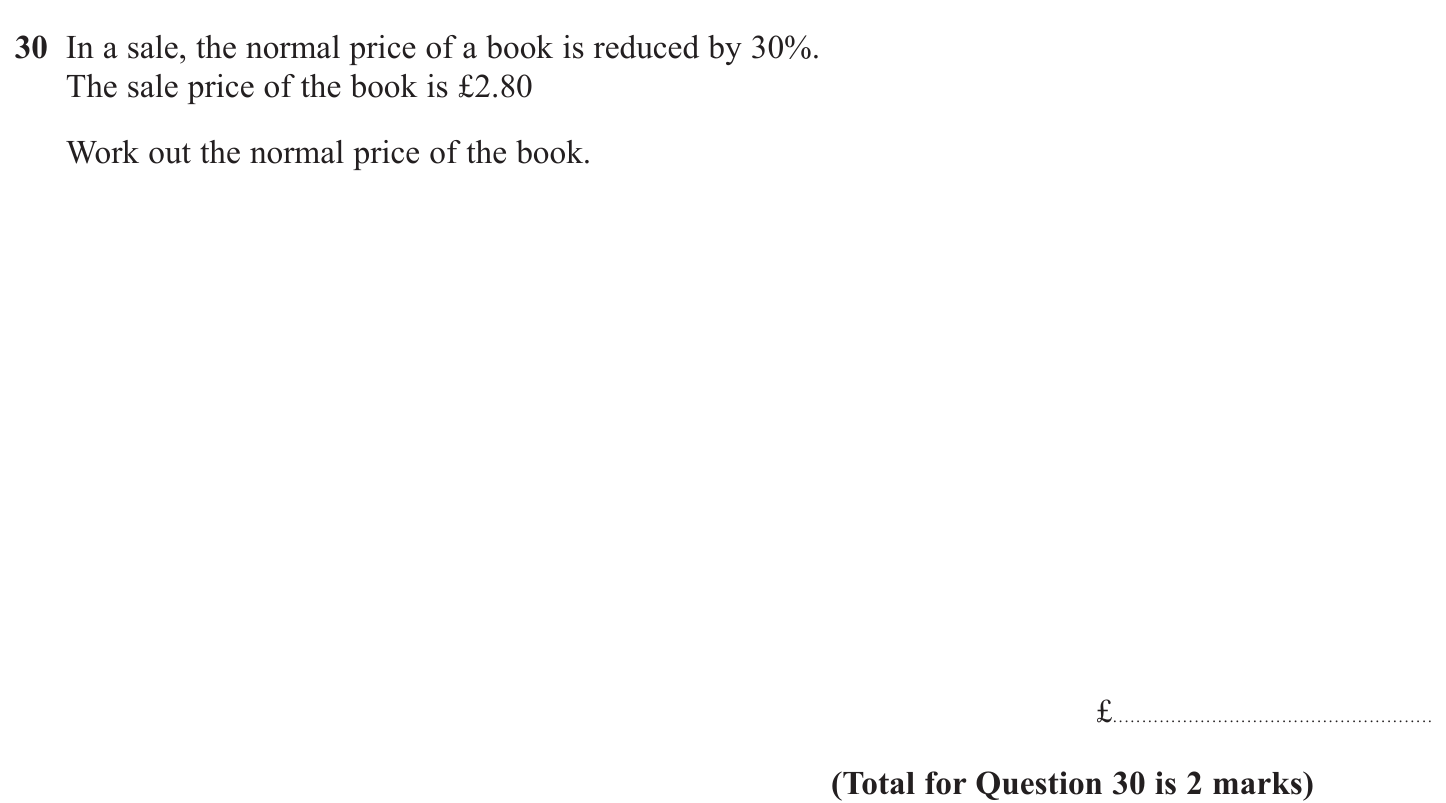 30 In a sale, the normal price of a book is reduced by 30%.
The sale price of the book is £2.80
Work out the normal price of the book.
£......................................................
(Total for Question 30 is 2 marks)